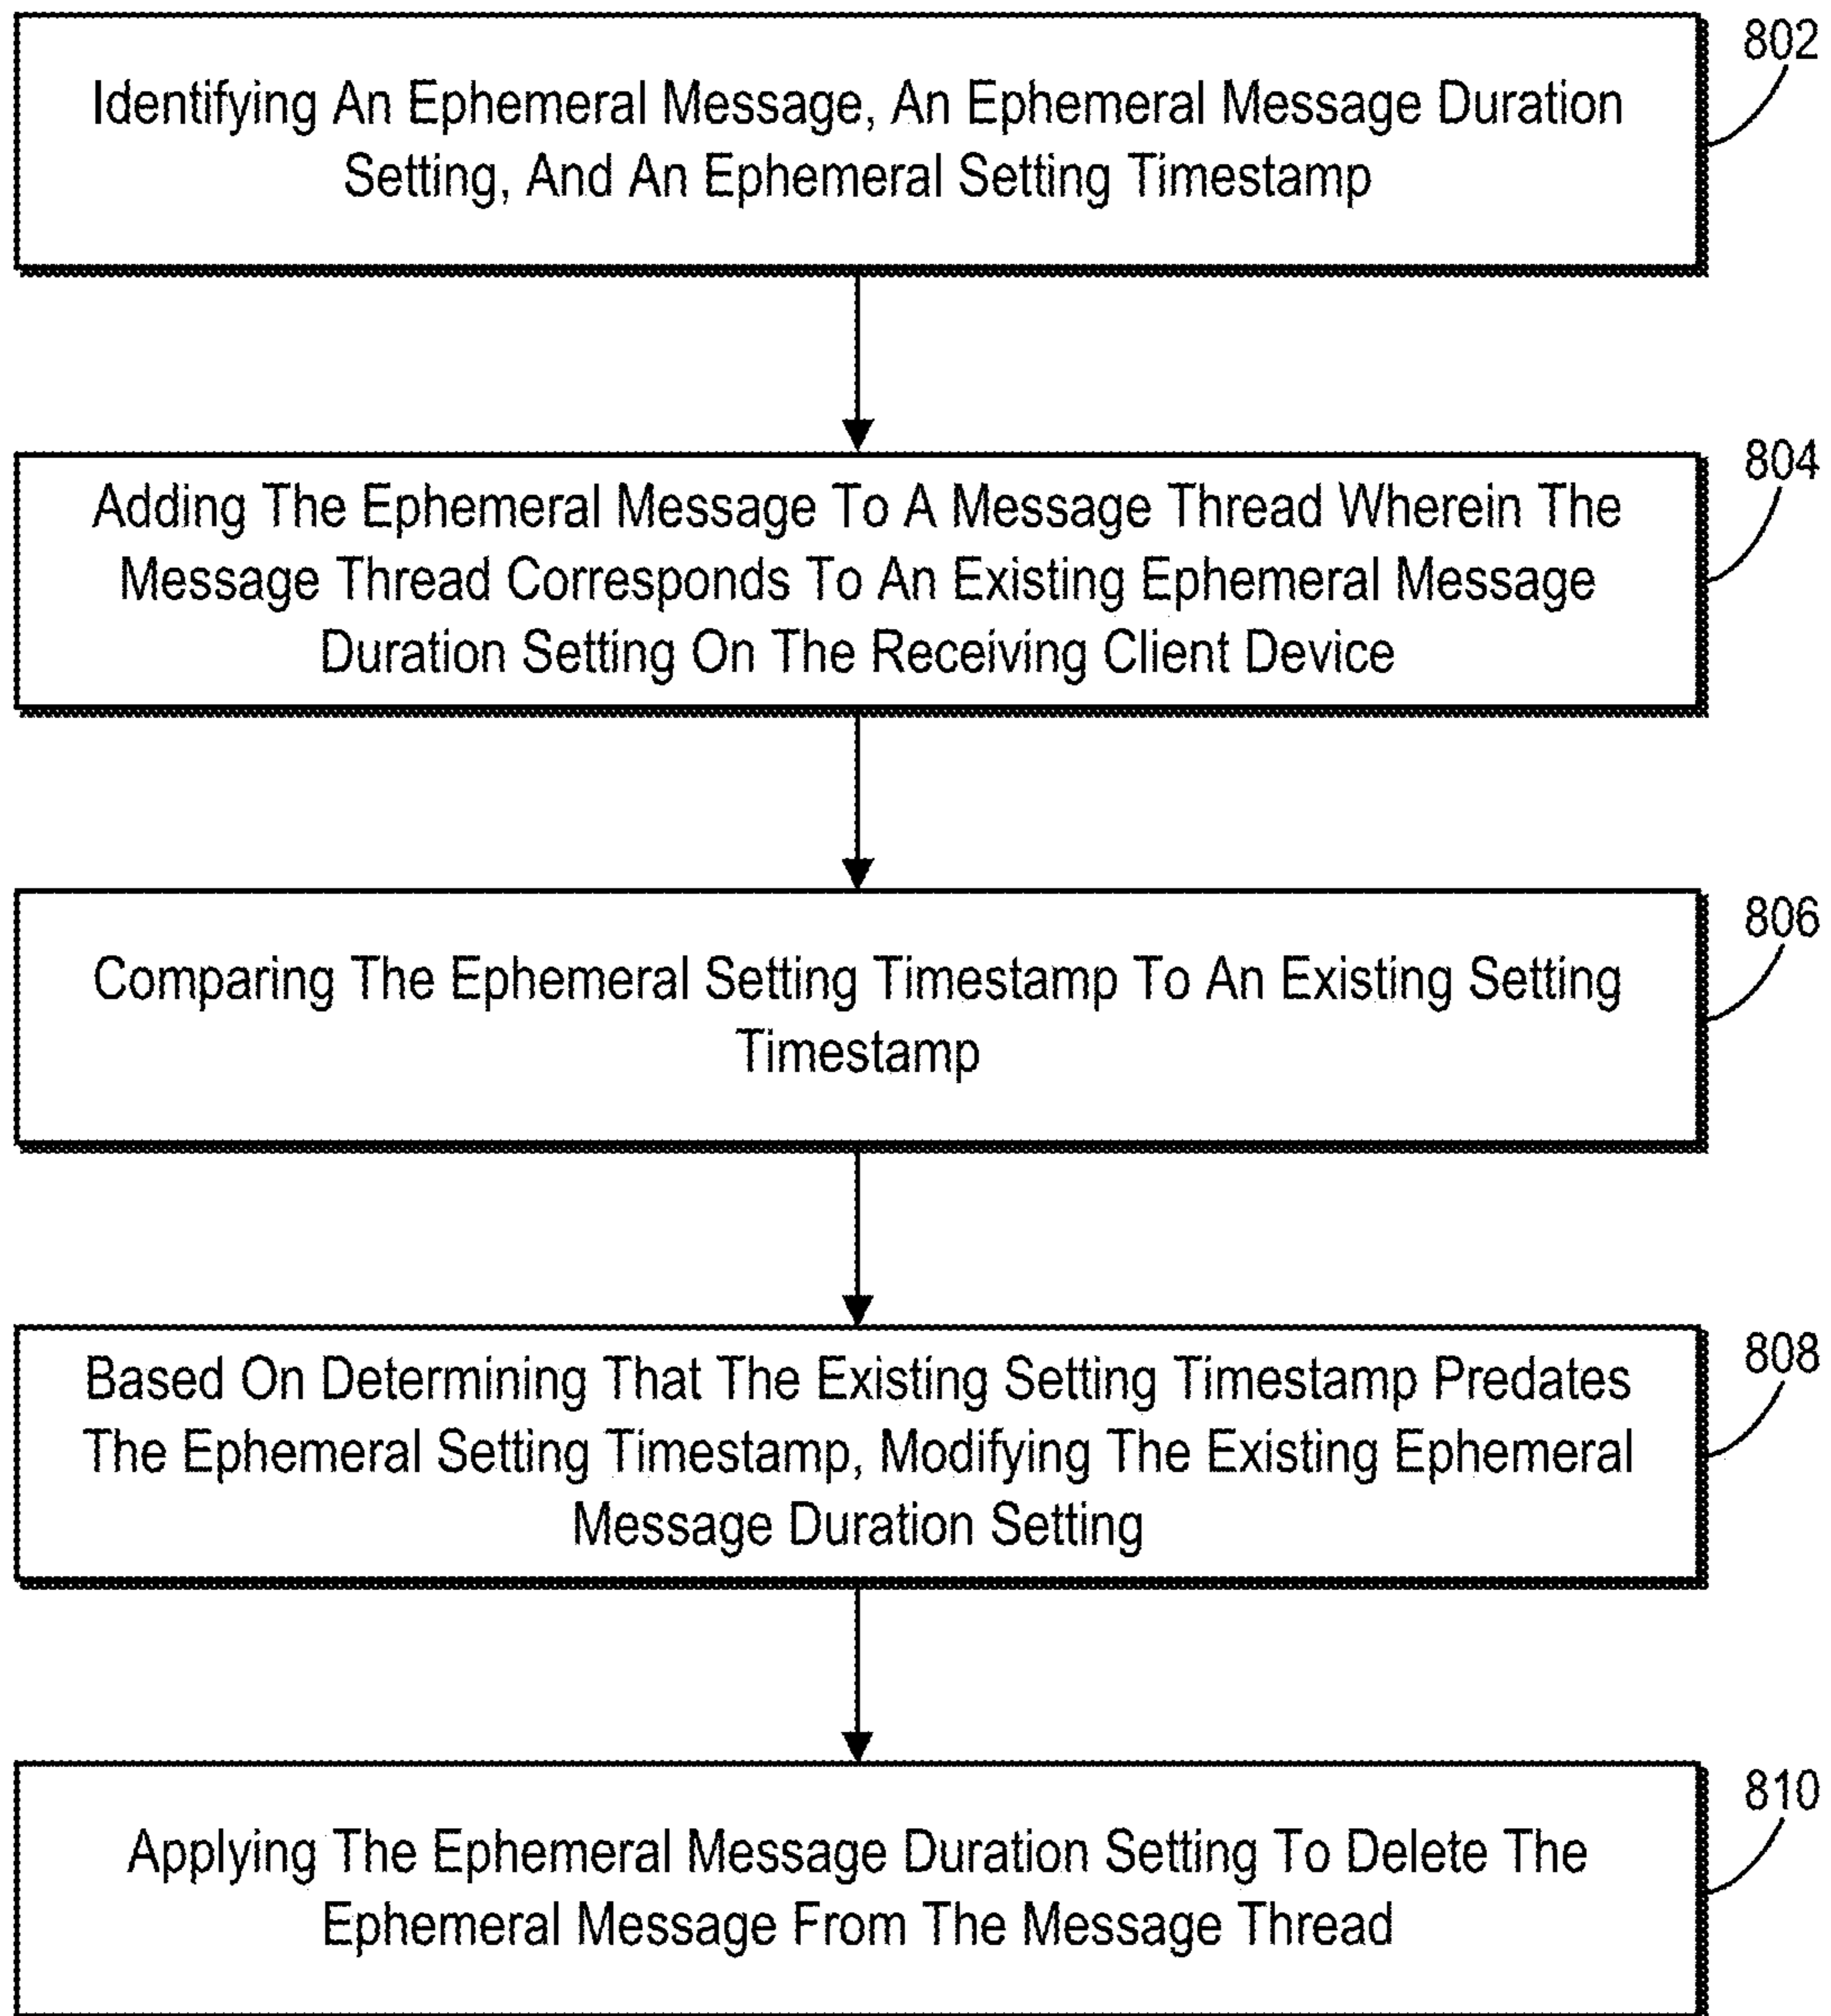 802
Identifying An Ephemeral Message, An Ephemeral Message Duration
Setting, And An Ephemeral Setting Timestamp
804
Adding The Ephemeral Message To A Message Thread Wherein The
Message Thread Corresponds To An Existing Ephemeral Message
Duration Setting On The Receiving Client Device
806
Comparing The Ephemeral Setting Timestamp To An Existing Setting
Timestamp
808
Based On Determining That The Existing Setting Timestamp Predates
The Ephemeral Setting Timestamp, Modifying The Existing Ephemeral
Message Duration Setting
810
Applying The Ephemeral Message Duration Setting To Delete The
Ephemeral Message From The Message Thread